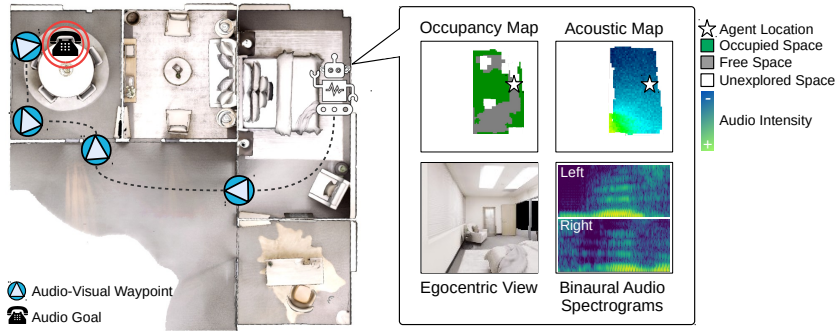 Occupancy Map
Acoustic Map
Agent Location
Occupied Space
Free Space
Unexplored Space
-
Audio Intensity
+
Left
Right
Egocentric View
Binaural Audio
Spectrograms
Audio-Visual Waypoint
Audio Goal